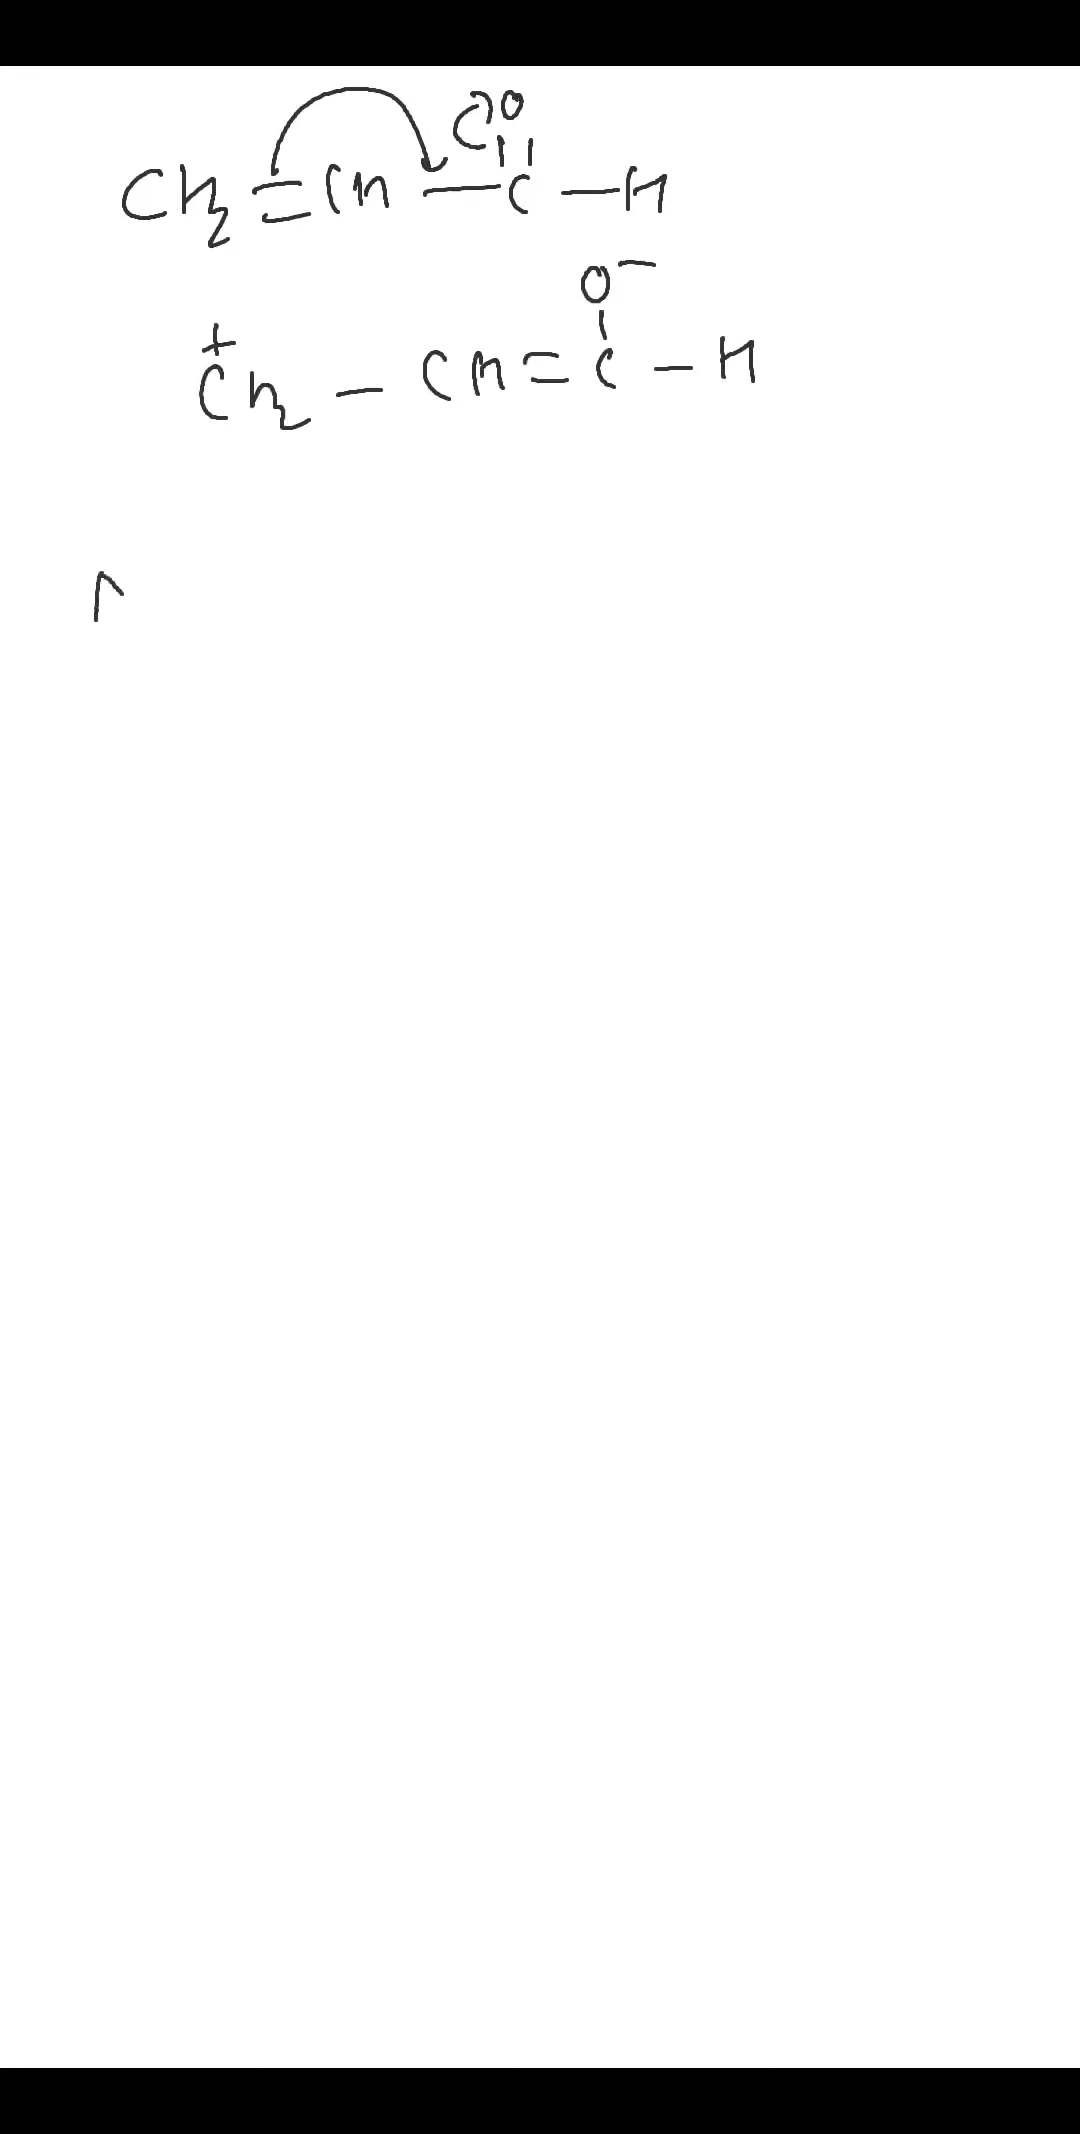 O
CH₂ = CH — C — H
O⁻
⁺CH₂ — CH = C — H